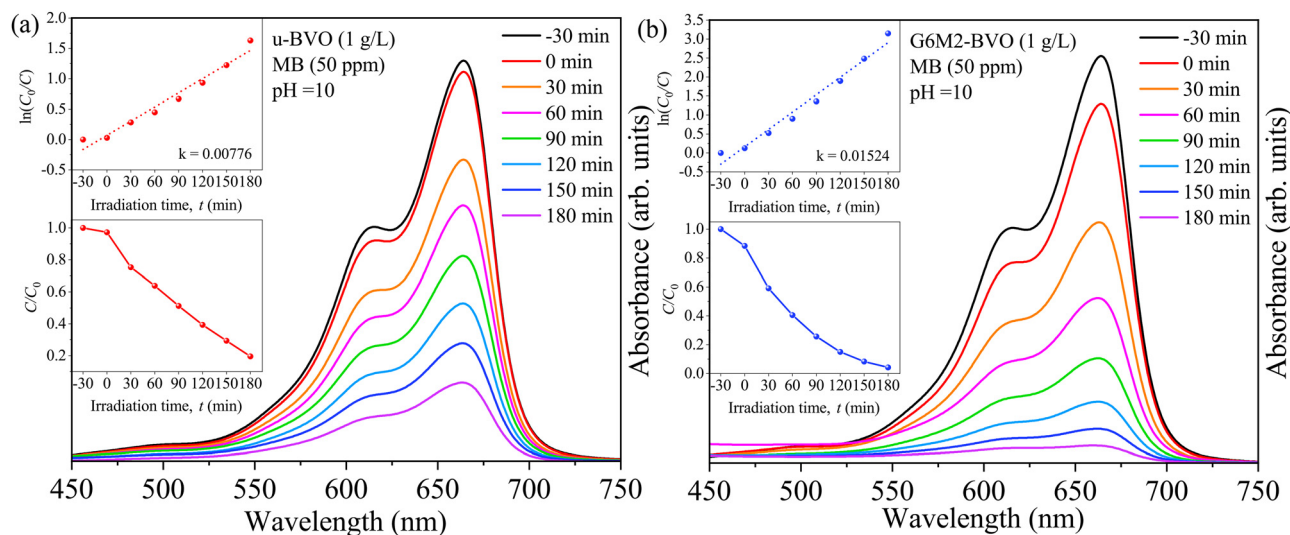 (a)
2.0
1.5
1.0
0.5
0.0
-0.5
ln(C0/C)
k = 0.00776
-30 0 30 60 90 120 150 180
Irradiation time, t (min)
1.0
0.8
0.6
0.4
0.2
C/C0
-30 0 30 60 90 120 150 180
Irradiation time, t (min)
u-BVO (1 g/L)
MB (50 ppm)
pH =10
-30 min
0 min
30 min
60 min
90 min
120 min
150 min
180 min
450 500 550 600 650 700 750
Wavelength (nm)
Absorbance (arb. units)
(b)
3.5
3.0
2.5
2.0
1.5
1.0
0.5
0.0
-0.5
ln(C0/C)
k = 0.01524
-30 0 30 60 90 120 150 180
Irradiation time, t (min)
1.0
0.8
0.6
0.4
0.2
0.0
C/C0
-30 0 30 60 90 120 150 180
Irradiation time, t (min)
G6M2-BVO (1 g/L)
MB (50 ppm)
pH =10
-30 min
0 min
30 min
60 min
90 min
120 min
150 min
180 min
450 500 550 600 650 700 750
Wavelength (nm)
Absorbance (arb. units)